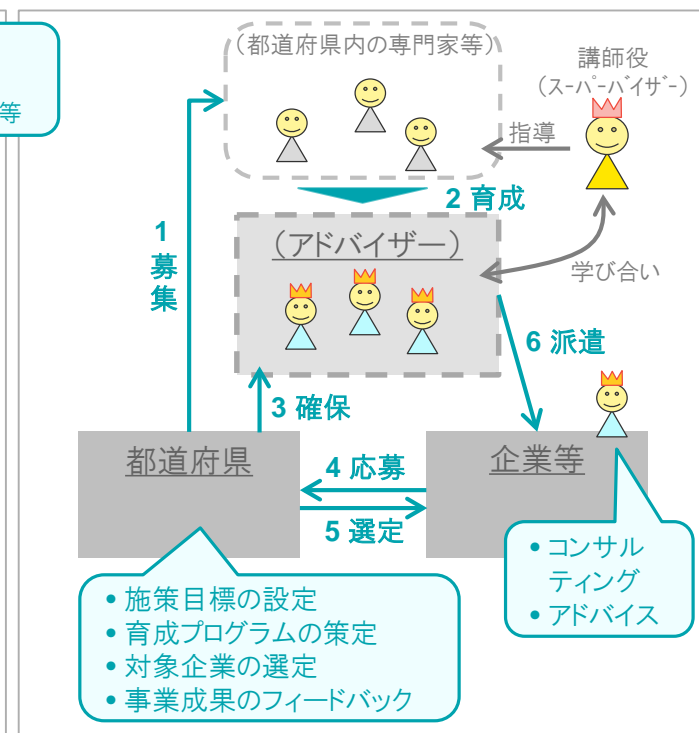 等
（都道府県内の専門家等）
講師役
（スーパーバイザー）
指導
2 育成
1
募
集
（アドバイザー）
学び合い
6 派遣
3 確保
都道府県
企業等
4 応募
5 選定
• コンサル
ティング
• アドバイス
• 施策目標の設定
• 育成プログラムの策定
• 対象企業の選定
• 事業成果のフィードバック